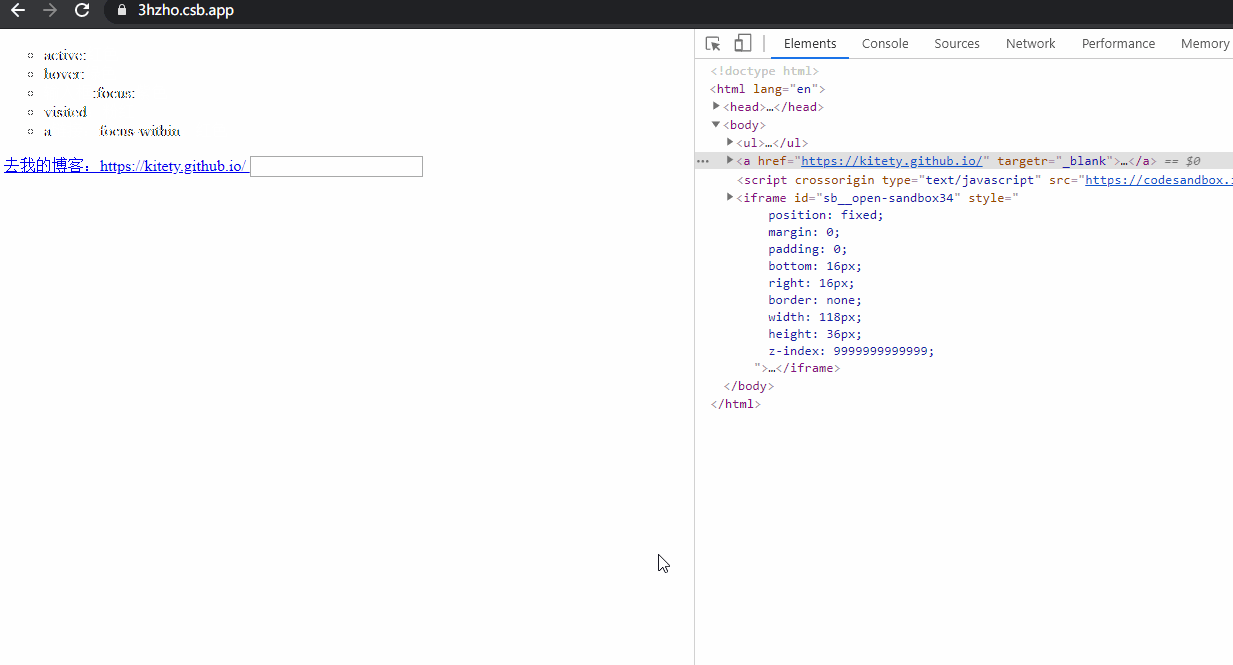 3hzho.csb.app
Elements Console Sources Network Performance Memory
active:
hover:
:focus:
visited
a focus-within
去我的博客：https://kitety.github.io/
<!doctype html>
<html lang="en">
<head>…</head>
<body>
<ul>…</ul>
<a href="https://kitety.github.io/" targetr="_blank">…</a> == $0
<script crossorigin type="text/javascript" src="https://codesandbox.
<iframe id="sb__open-sandbox34" style="
position: fixed;
margin: 0;
padding: 0;
bottom: 16px;
right: 16px;
border: none;
width: 118px;
height: 36px;
z-index: 9999999999999;
">…</iframe>
</body>
</html>